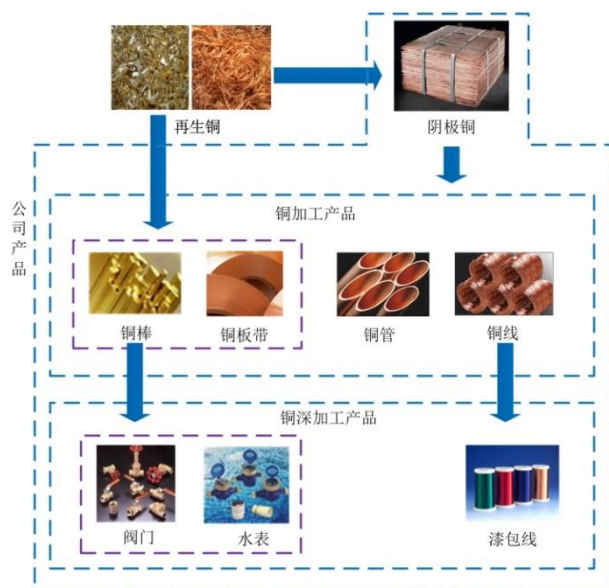 再生铜
阴极铜
公司产品
铜加工产品
铜棒
铜板带
铜管
铜线
铜深加工产品
阀门
水表
漆包线